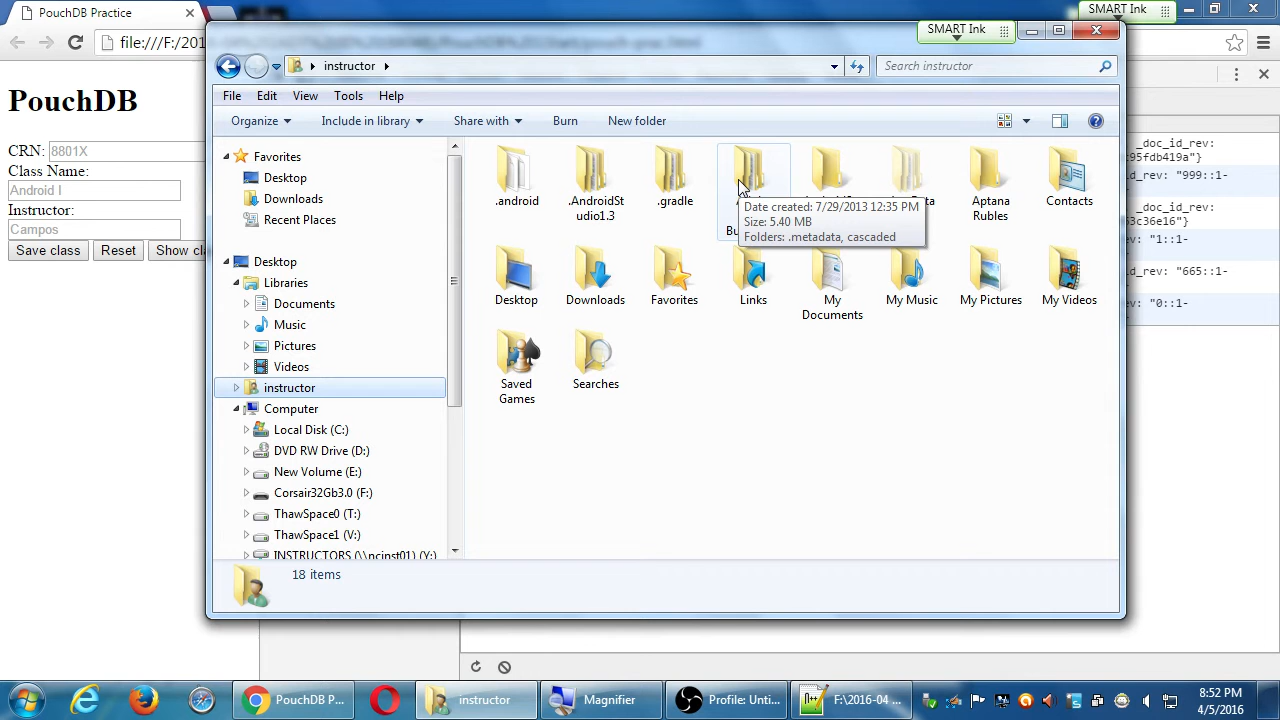 PouchDB Practice
SMART Ink
SMART Ink
file:///F:/201
instructor
Search instructor
File Edit View Tools Help
Organize Include in library Share with Burn New folder
PouchDB
CRN: 8801X
Class Name:
Android I
Instructor:
Campos
Save class Reset Show cl
Favorites
Desktop
Downloads
Recent Places
Desktop
Libraries
Documents
Music
Pictures
Videos
instructor
Computer
Local Disk (C:)
DVD RW Drive (D:)
New Volume (E:)
Corsair32Gb3.0 (F:)
ThawSpace0 (T:)
ThawSpace1 (V:)
INSTRUCTORS (\\ncinst01) (Y:)
.android
.AndroidSt
udio1.3
.gradle
Aptana
Rubles
Contacts
Date created: 7/29/2013 12:35 PM
Size: 5.40 MB
Folders: .metadata, cascaded
Desktop
Downloads
Favorites
Links
My
Documents
My Music
My Pictures
My Videos
Saved
Games
Searches
18 items
_doc_id_rev:
95fdb419a"}
id_rev: "999::1-
_doc_id_rev:
3c36e16"}
rev: "1::1-
id_rev: "665::1-
ev: "0::1-
PouchDB P...
instructor
Magnifier
Profile: Unti...
F:\2016-04 ...
8:52 PM
4/5/2016